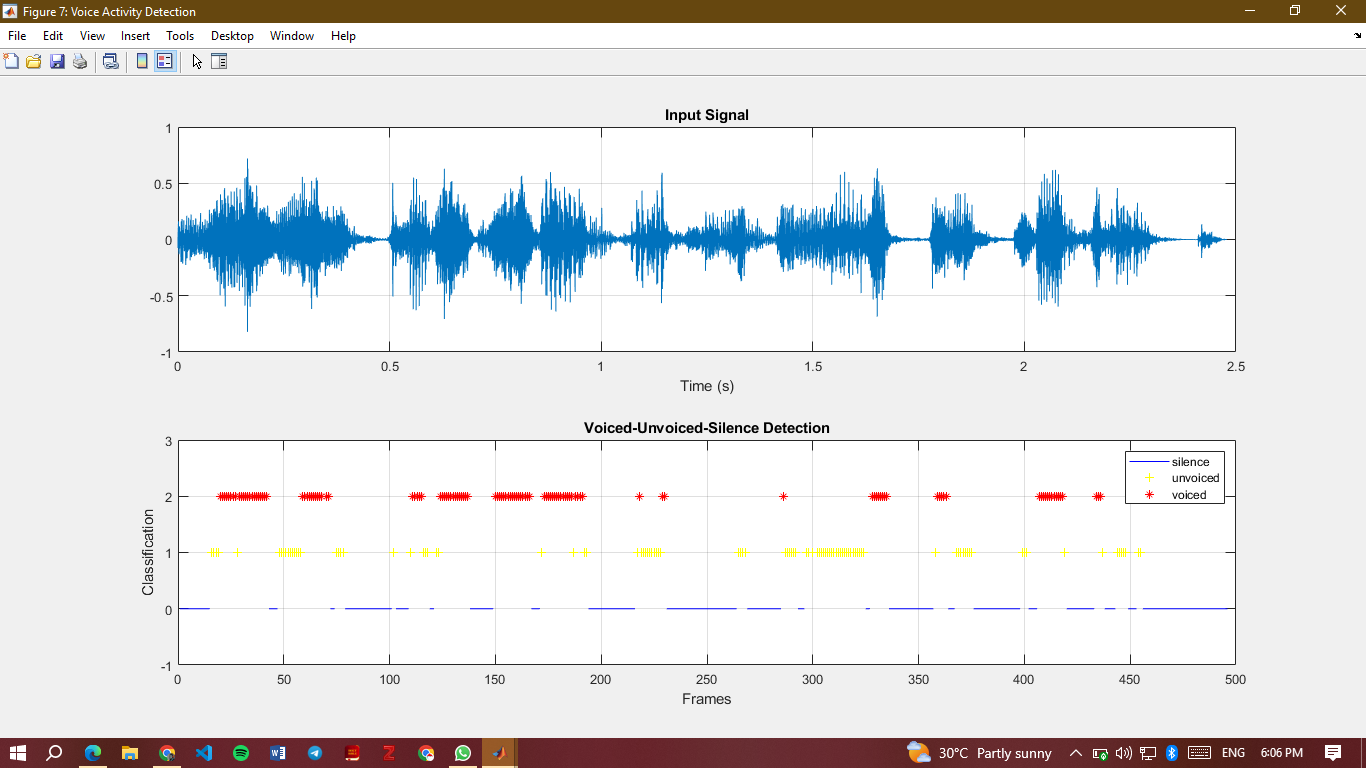 Figure 7: Voice Activity Detection
File Edit View Insert Tools Desktop Window Help
Input Signal
1
0.5
0
-0.5
-1
0 0.5 1 1.5 2 2.5
Time (s)
Voiced-Unvoiced-Silence Detection
3
2
1
0
-1
Classification
silence
unvoiced
voiced
0 50 100 150 200 250 300 350 400 450 500
Frames
30°C Partly sunny ENG 6:06 PM